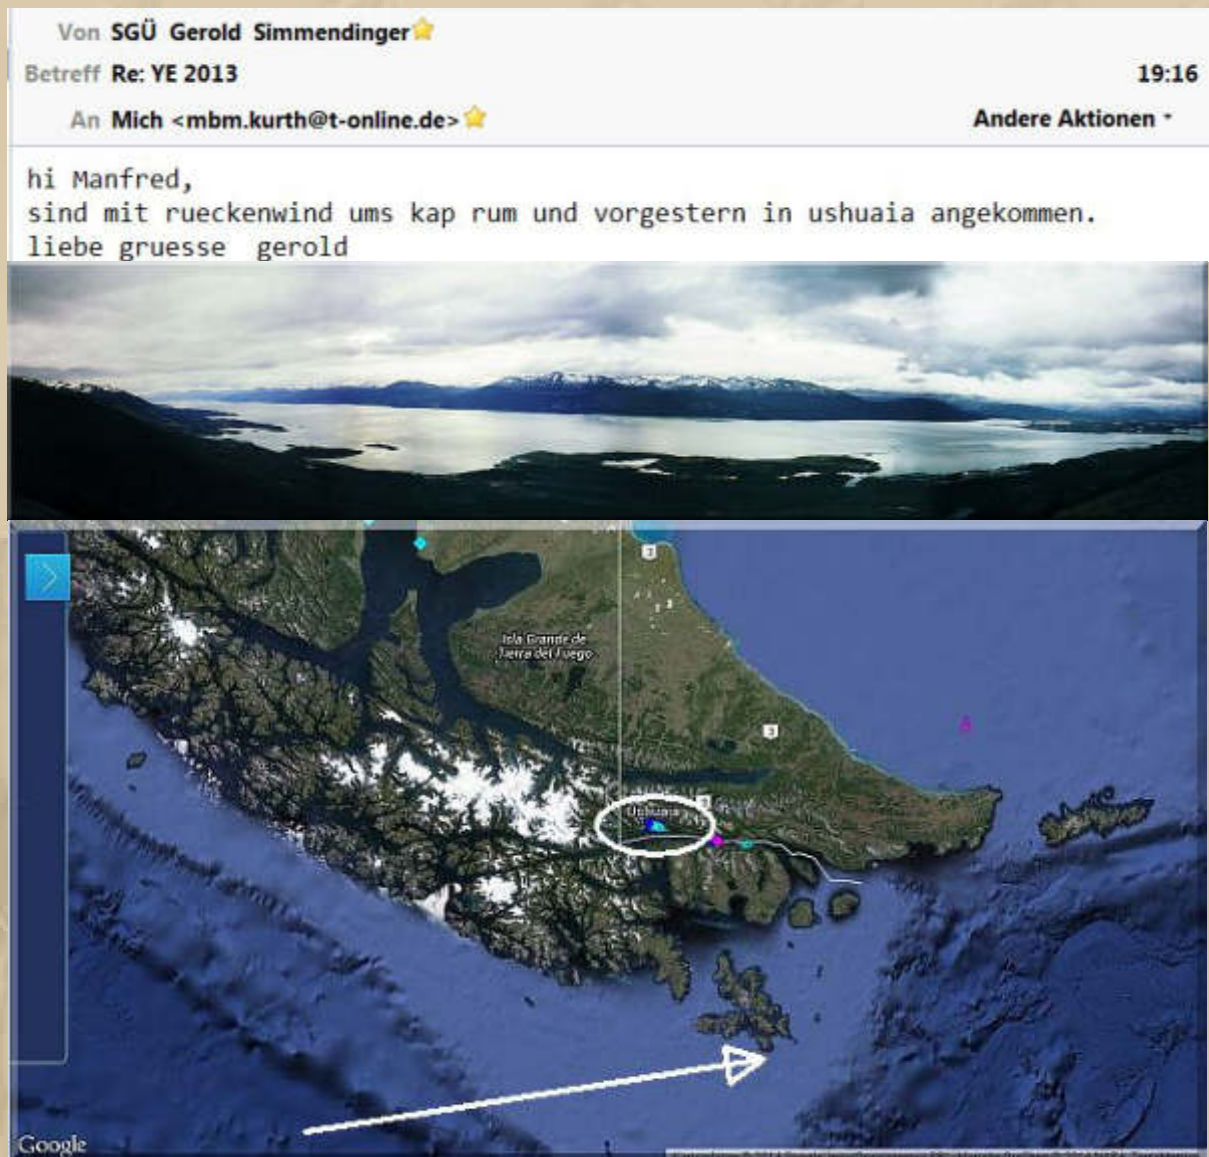 Von SGÜ Gerold Simmendinger
Betreff Re: YE 2013 19:16
An Mich <mbm.kurth@t-online.de> Andere Aktionen
hi Manfred,
sind mit rueckenwind ums kap rum und vorgestern in ushuaia angekommen.
liebe gruesse gerold
3
Isla Grande de
Tierra del Fuego
3
3
Ushuaia
Google